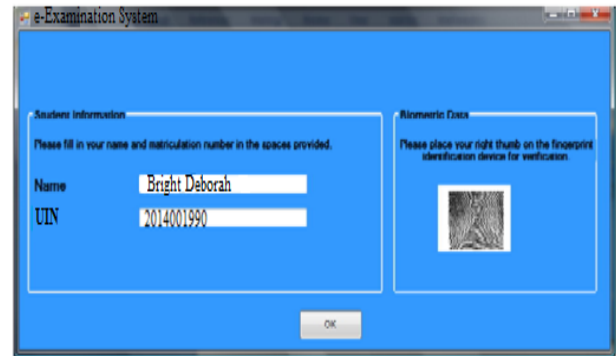 e-Examination System
Student Information
Please fill in your name and matriculation number in the spaces provided.
Name
Bright Deborah
UIN
2014001990
Biometric Data
Please place your right thumb on the fingerprint
identification device for verification.
OK